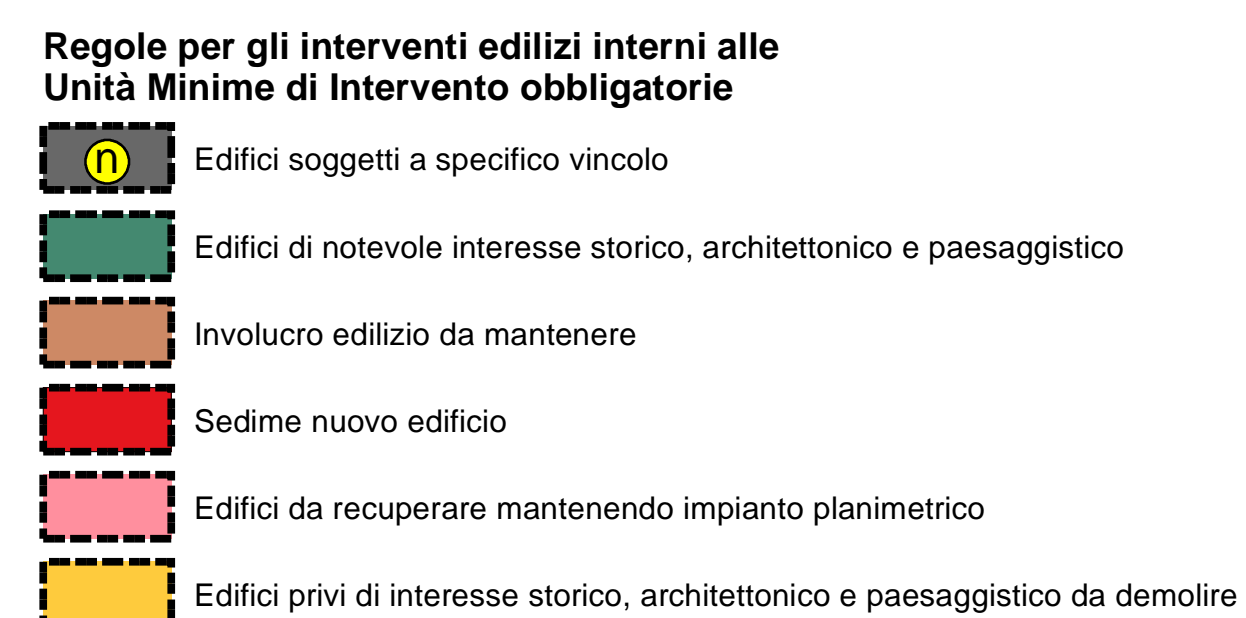 Regole per gli interventi edilizi interni alle
Unità Minime di Intervento obbligatorie
n Edifici soggetti a specifico vincolo
Edifici di notevole interesse storico, architettonico e paesaggistico
Involucro edilizio da mantenere
Sedime nuovo edificio
Edifici da recuperare mantenendo impianto planimetrico
Edifici privi di interesse storico, architettonico e paesaggistico da demolire